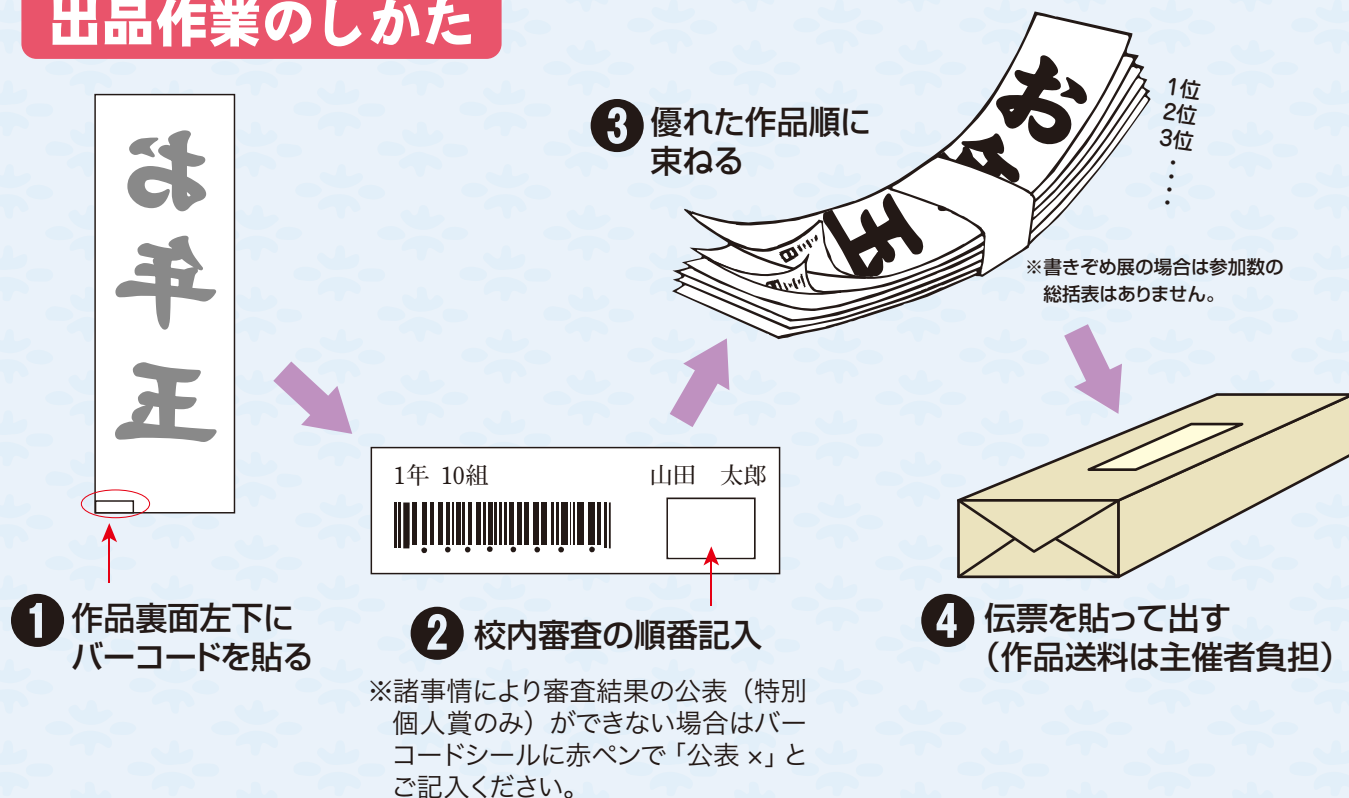 出品作業のしかた
お年玉
❶作品裏面左下に
バーコードを貼る
1年 10組 山田 太郎
❷校内審査の順番記入
※諸事情により審査結果の公表（特別
個人賞のみ）ができない場合はバー
コードシールに赤ペンで「公表 ×」と
ご記入ください。
❸優れた作品順に
束ねる
お年玉
1位
2位
3位
・・・・
※書きぞめ展の場合は参加数の
総括表はありません。
❹伝票を貼って出す
（作品送料は主催者負担）